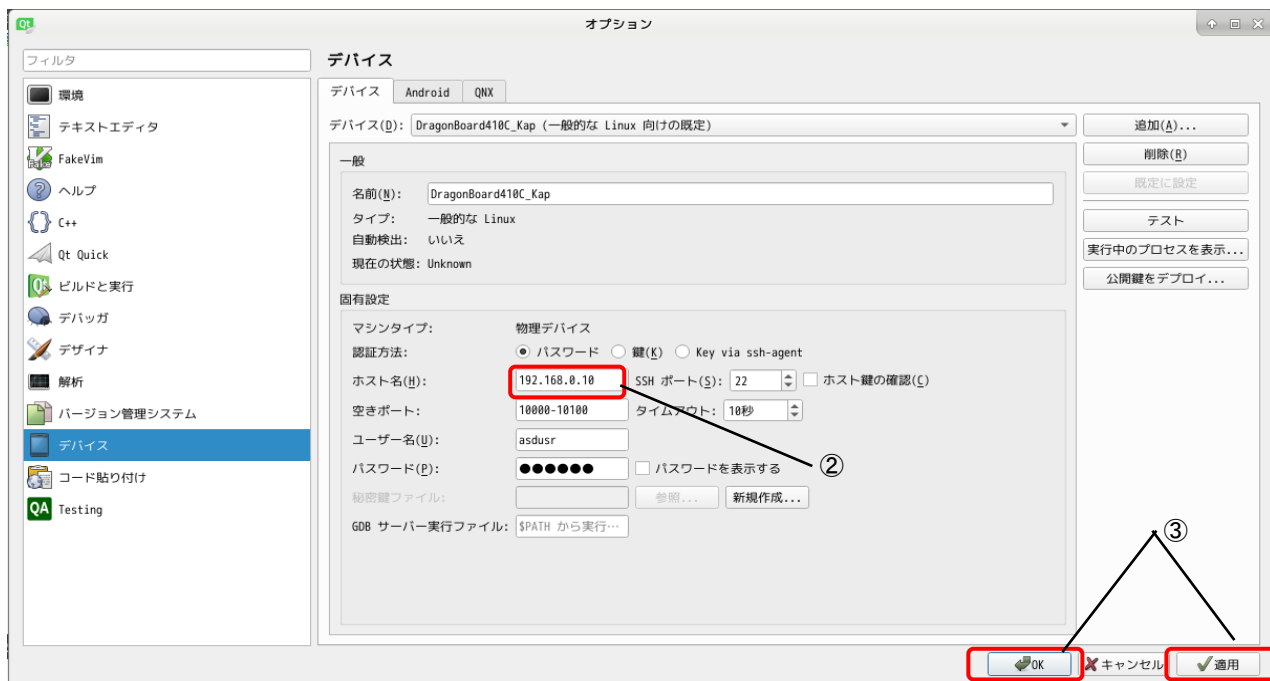 Qt
オプション
フィルタ
環境
テキストエディタ
FakeVim
ヘルプ
C++
Qt Quick
ビルドと実行
デバッガ
デザイナ
解析
バージョン管理システム
デバイス
コード貼り付け
QA Testing
デバイス
デバイス Android QNX
デバイス(D): DragonBoard410C_Kap (一般的な Linux 向けの既定)
一般
名前(N): DragonBoard410C_Kap
タイプ: 一般的な Linux
自動検出: いいえ
現在の状態: Unknown
固有設定
マシンタイプ: 物理デバイス
認証方法: パスワード 鍵(K) Key via ssh-agent
ホスト名(H): 192.168.0.10 SSH ポート(S): 22 ホスト鍵の確認(C)
空きポート: 10000-10100 タイムアウト: 10秒
ユーザー名(U): asdusr
パスワード(P): ●●●●●● パスワードを表示する
②
秘密鍵ファイル: 参照... 新規作成...
GDB サーバー実行ファイル: $PATH から実行…
追加(A)...
削除(R)
既定に設定
テスト
実行中のプロセスを表示...
公開鍵をデプロイ...
③
OK キャンセル 適用